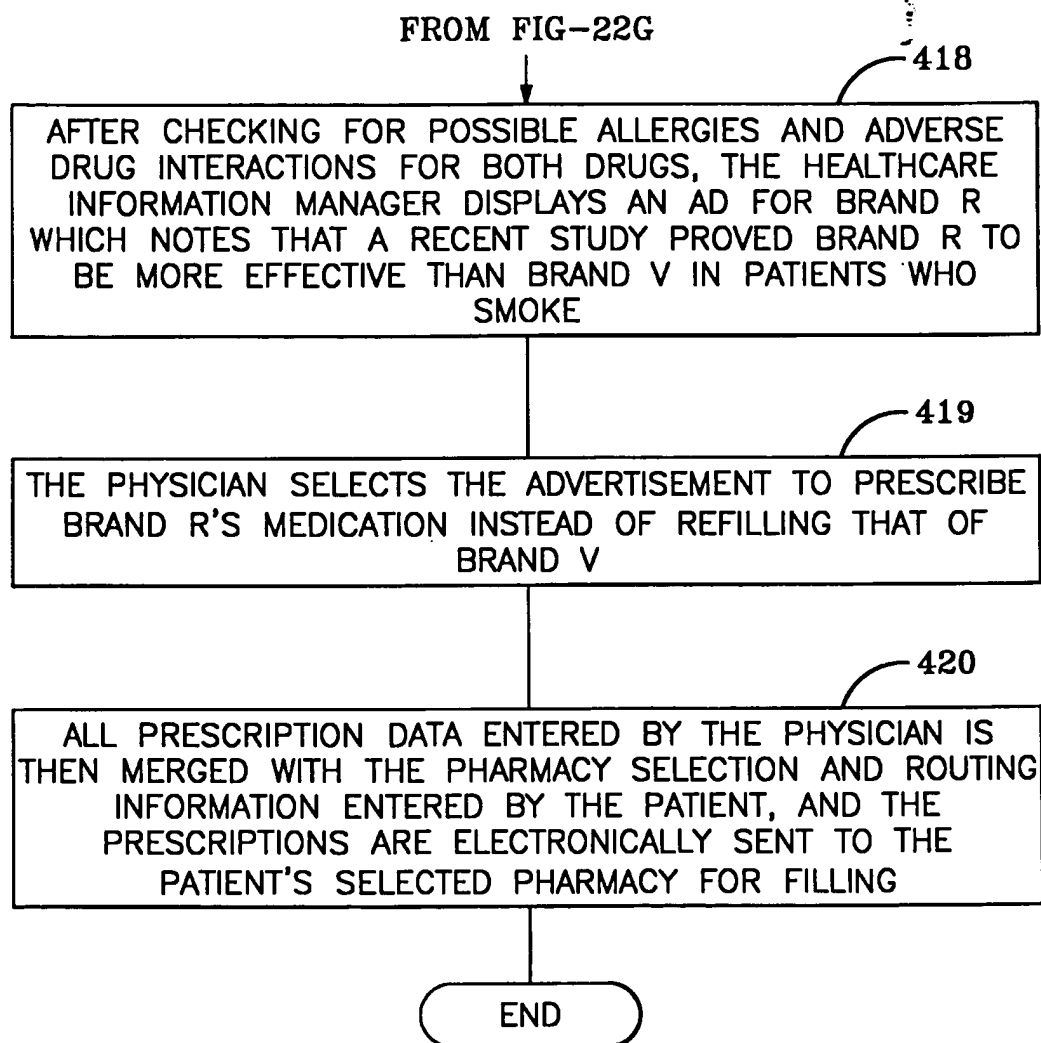 FROM FIG-22G
418
AFTER CHECKING FOR POSSIBLE ALLERGIES AND ADVERSE
DRUG INTERACTIONS FOR BOTH DRUGS, THE HEALTHCARE
INFORMATION MANAGER DISPLAYS AN AD FOR BRAND R
WHICH NOTES THAT A RECENT STUDY PROVED BRAND R TO
BE MORE EFFECTIVE THAN BRAND V IN PATIENTS WHO
SMOKE
419
THE PHYSICIAN SELECTS THE ADVERTISEMENT TO PRESCRIBE
BRAND R'S MEDICATION INSTEAD OF REFILLING THAT OF
BRAND V
420
ALL PRESCRIPTION DATA ENTERED BY THE PHYSICIAN IS
THEN MERGED WITH THE PHARMACY SELECTION AND ROUTING
INFORMATION ENTERED BY THE PATIENT, AND THE
PRESCRIPTIONS ARE ELECTRONICALLY SENT TO THE
PATIENT'S SELECTED PHARMACY FOR FILLING
END